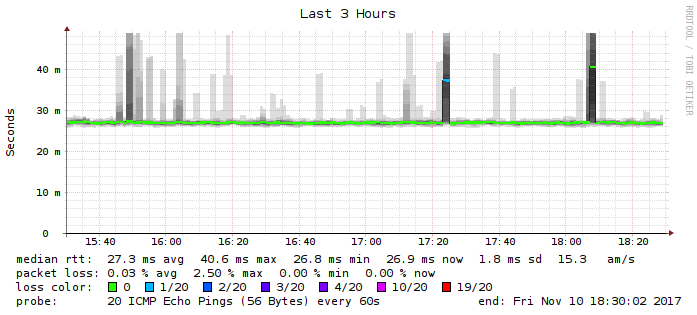 Last 3 Hours
RRDTOOL / TOBI OETIKER
Seconds
40 m
30 m
20 m
10 m
0
15:40 16:00 16:20 16:40 17:00 17:20 17:40 18:00 18:20
median rtt: 27.3 ms avg 40.6 ms max 26.8 ms min 26.9 ms now 1.8 ms sd 15.3 am/s
packet loss: 0.03 % avg 2.50 % max 0.00 % min 0.00 % now
loss color: 0 1/20 2/20 3/20 4/20 10/20 19/20
probe: 20 ICMP Echo Pings (56 Bytes) every 60s end: Fri Nov 10 18:30:02 2017